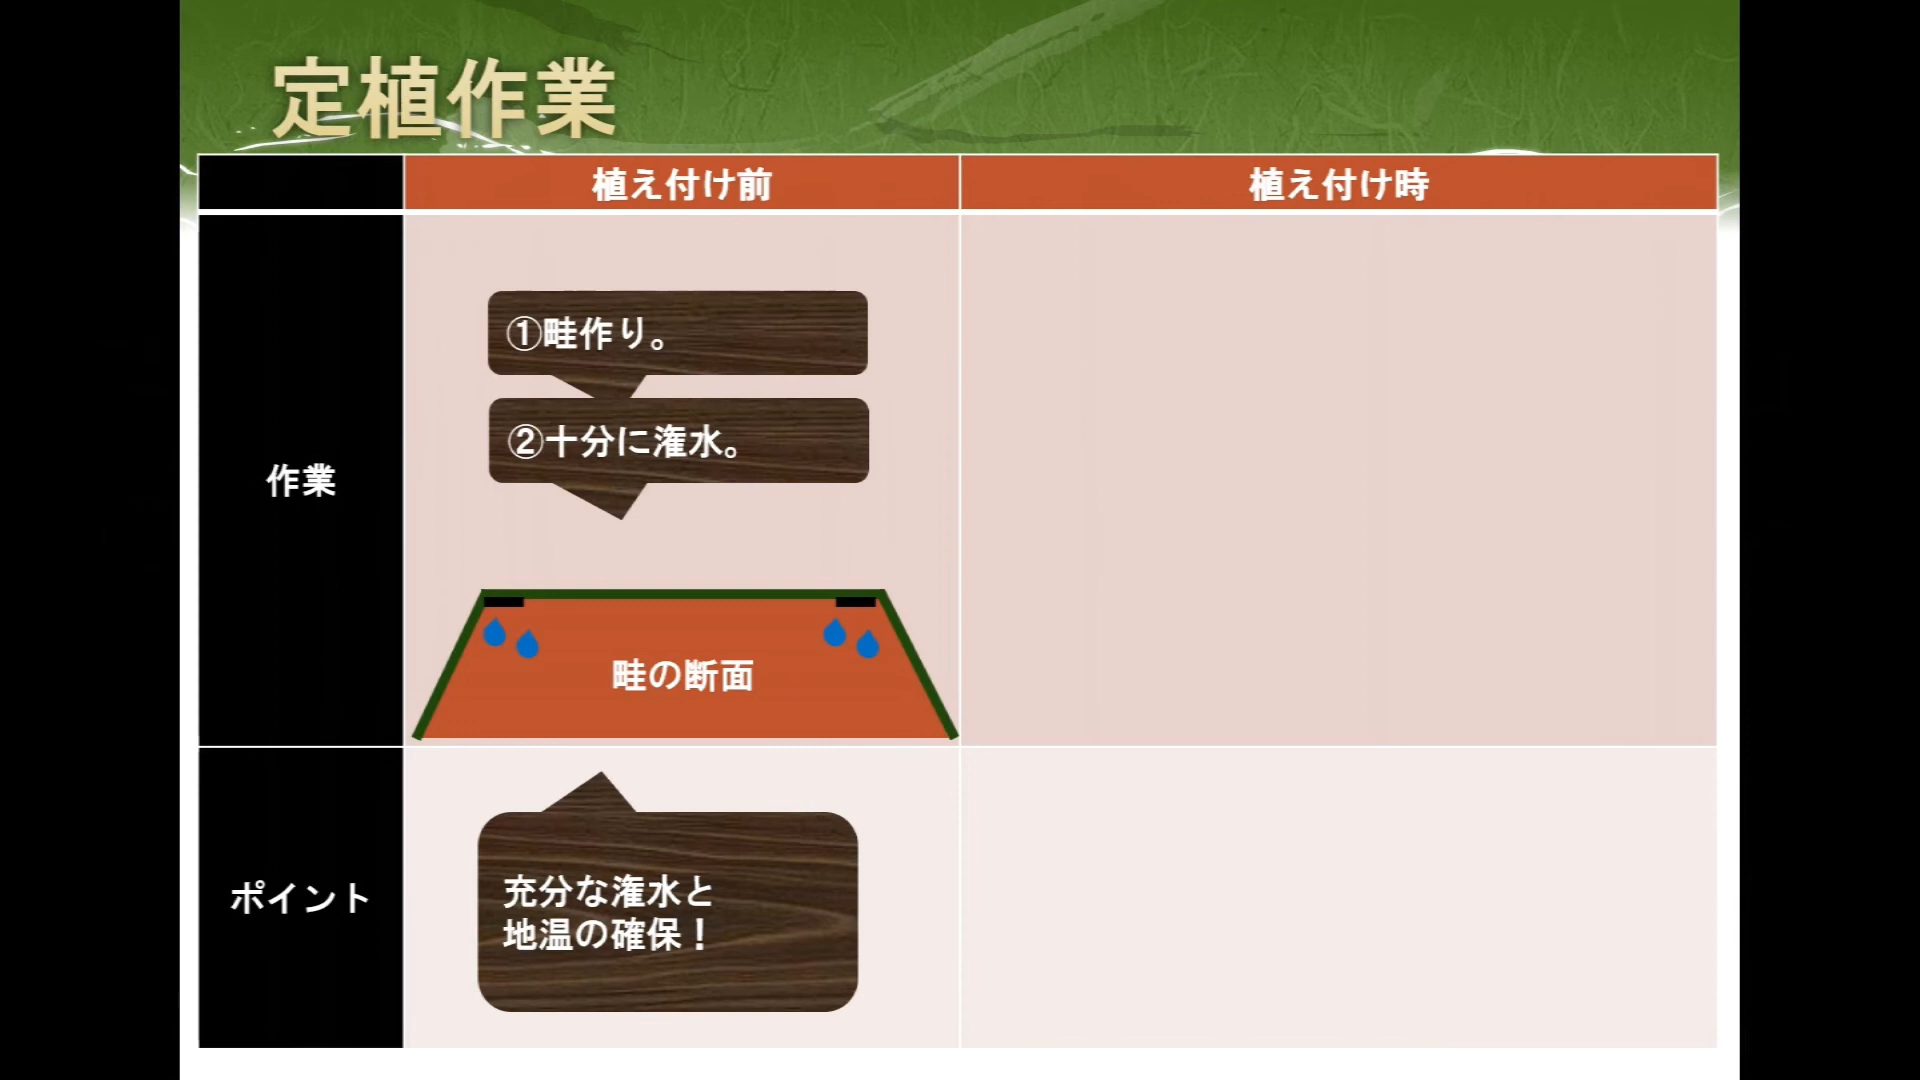 定植作業
植え付け前
植え付け時
作業
①畦作り。
②十分に潅水。
畦の断面
ポイント
充分な潅水と
地温の確保！